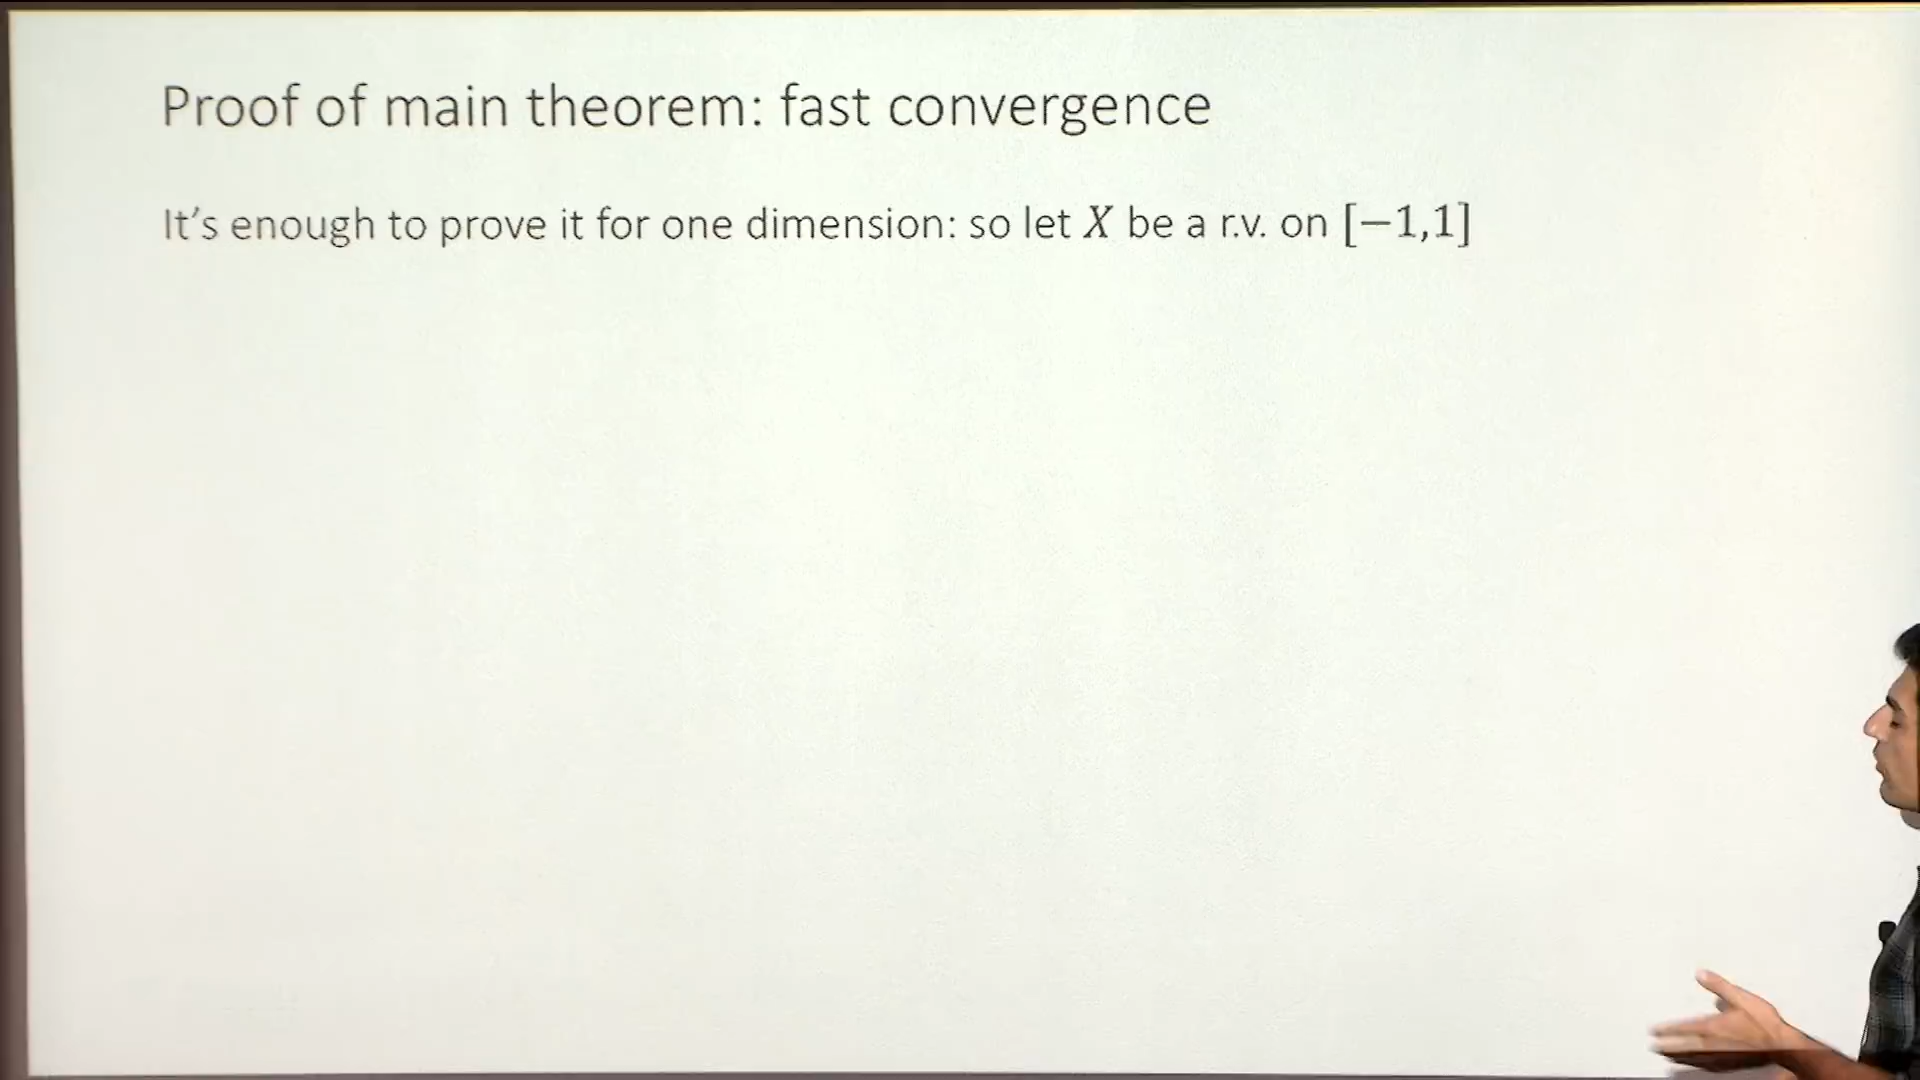 Proof of main theorem: fast convergence
It's enough to prove it for one dimension: so let X be a r.v. on [−1,1]